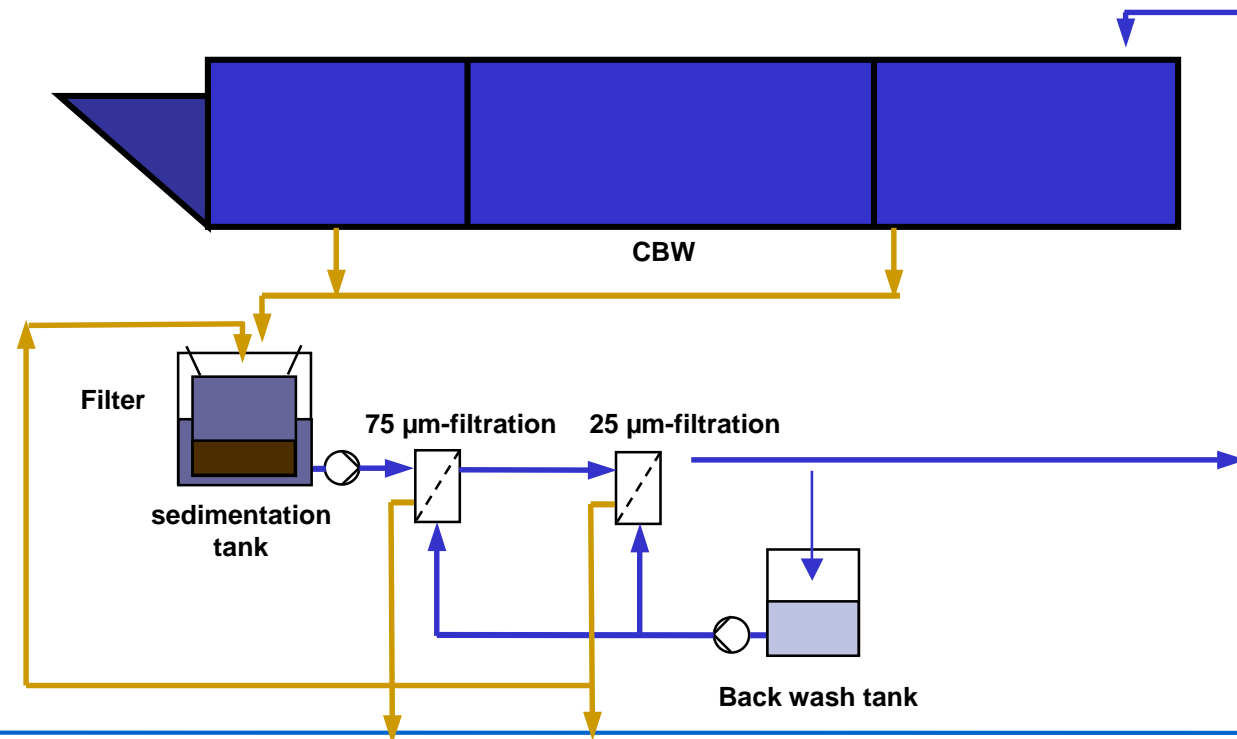 CBW
Filter
75 µm-filtration
25 µm-filtration
sedimentation
tank
Back wash tank